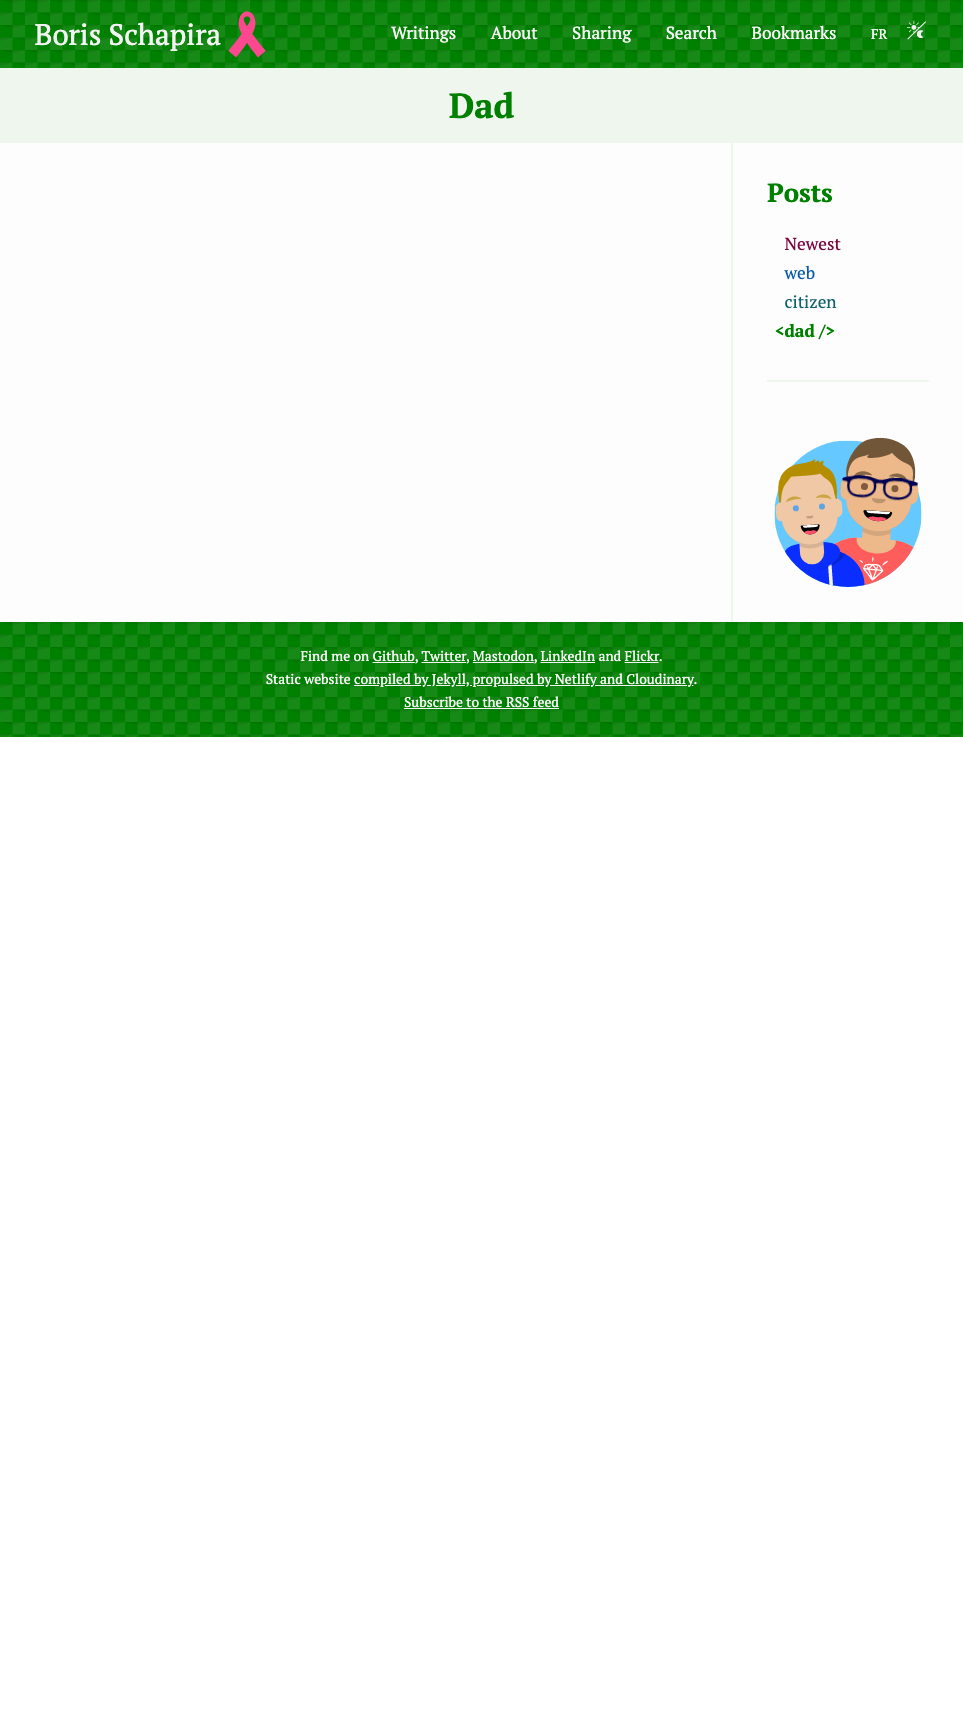 Boris Schapira
Writings About Sharing Search Bookmarks FR
Dad
Posts
Newest
web
citizen
<dad />
Find me on Github, Twitter, Mastodon, LinkedIn and Flickr.
Static website compiled by Jekyll, propulsed by Netlify and Cloudinary.
Subscribe to the RSS feed